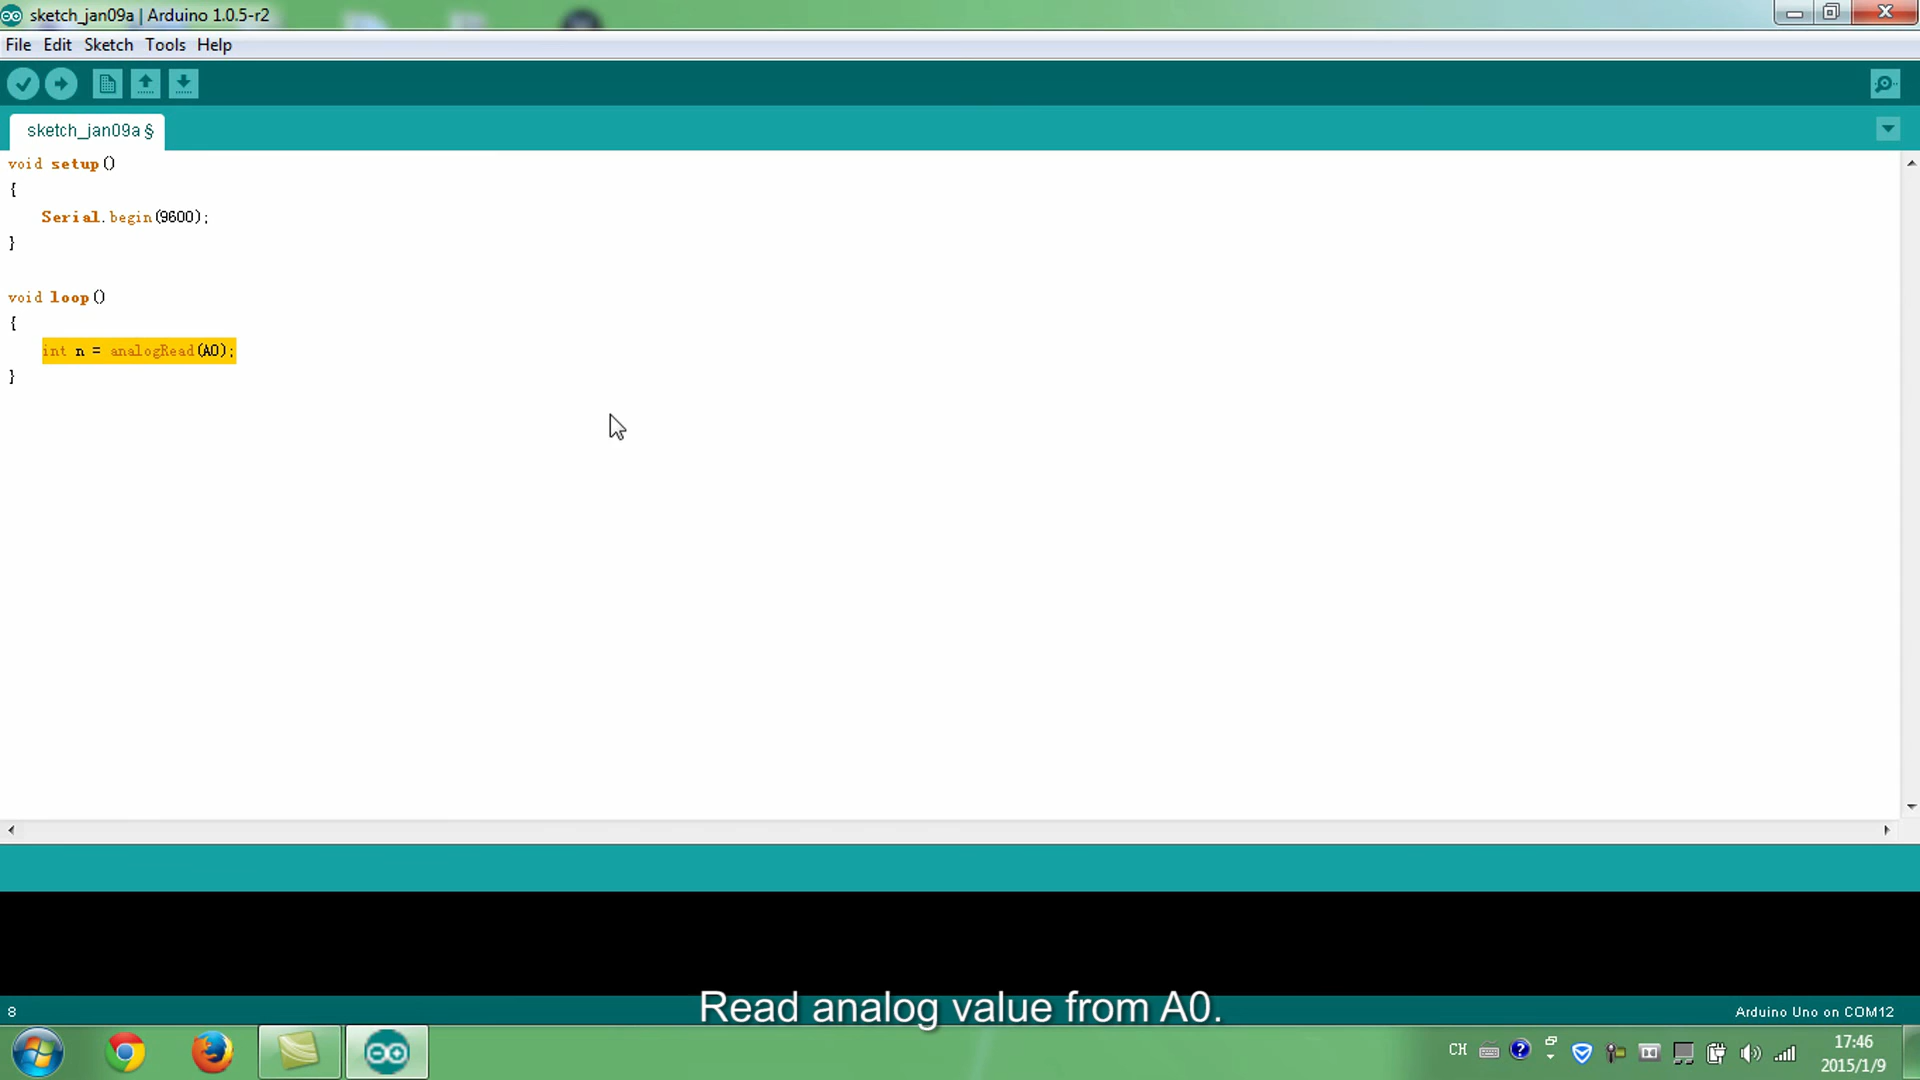 sketch_jan09a | Arduino 1.0.5-r2
File Edit Sketch Tools Help
sketch_jan09a §
void setup()
{
Serial.begin(9600);
}
void loop()
{
int n = analogRead(A0);
}
8
Read analog value from A0.
Arduino Uno on COM12
CH
17:46
2015/1/9